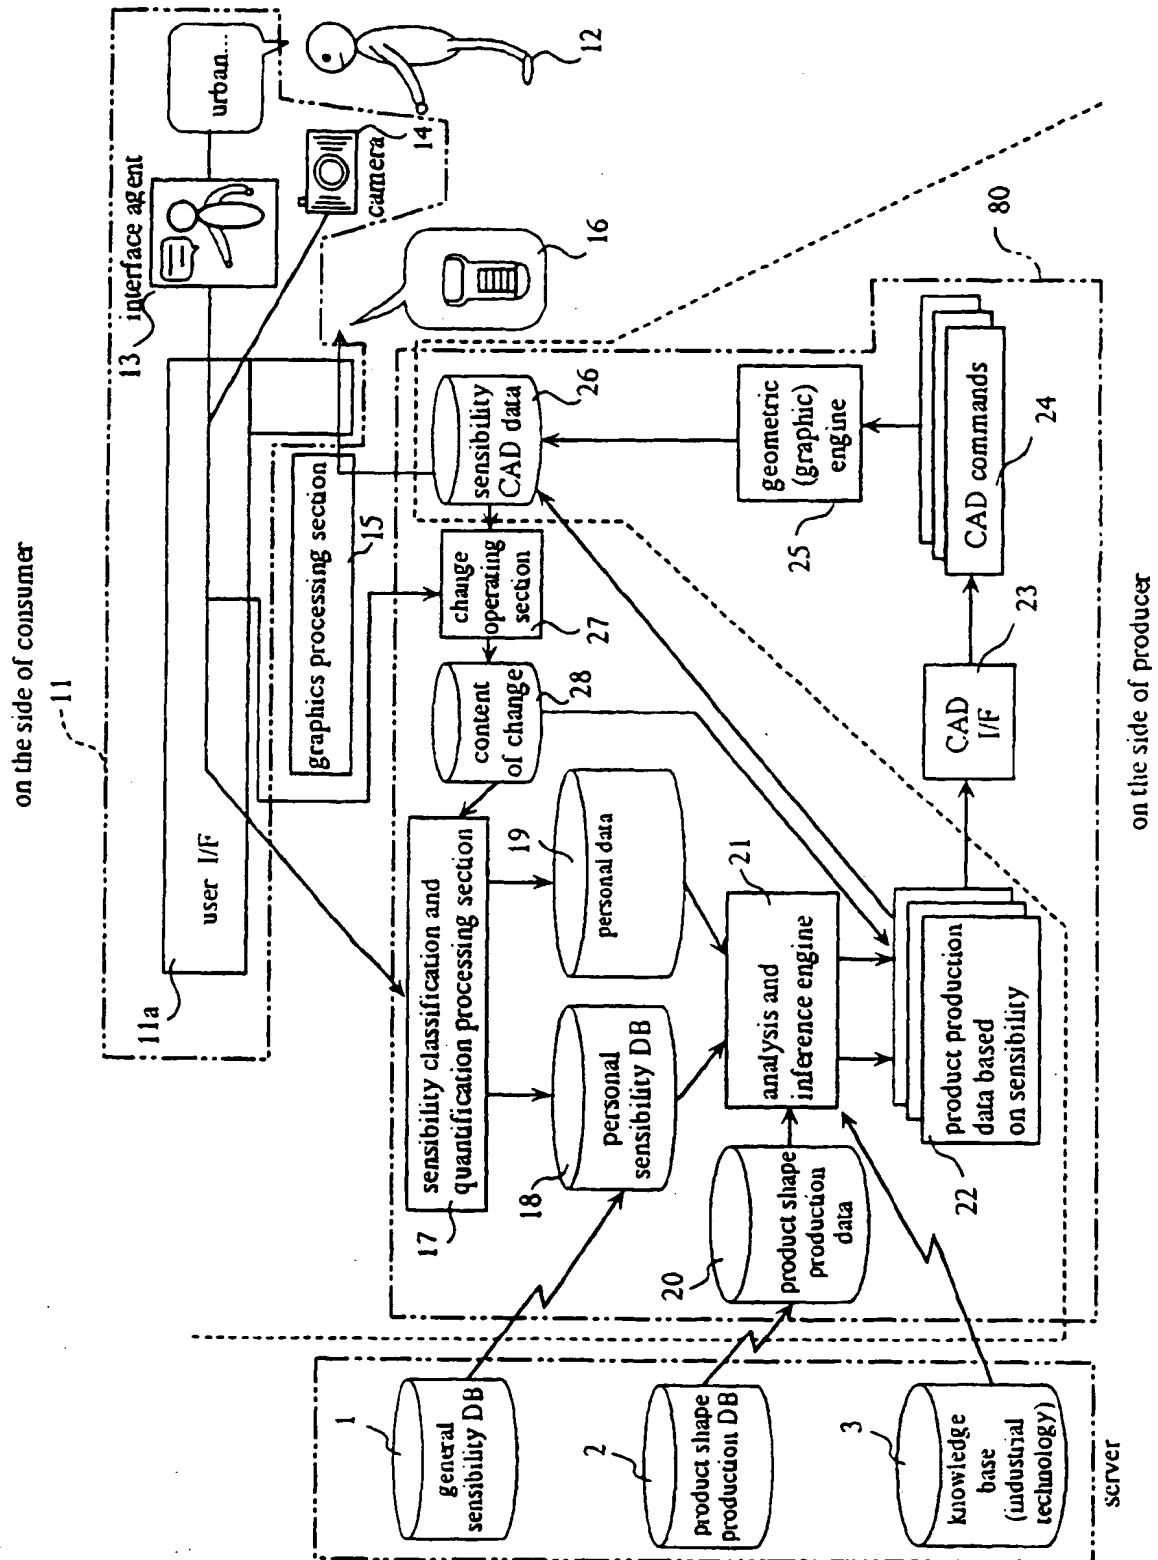 on the side of consumer
11
11a
user I/F
13
interface agent
urban...
12
14
camera
graphics processing section
15
16
17
sensibility classification and
quantification processing section
content
of change
28
change
operating
section
27
sensibility
CAD data
26
1
general
sensibility DB
18
personal
sensibility DB
19
personal data
2
product shape
production DB
20
product shape
production
data
analysis and
inference engine
21
geometric
(graphic)
engine
25
80
3
knowledge
base
(industrial
technology)
22
product production
data based
on sensibility
CAD
I/F
23
CAD commands
24
server
on the side of producer